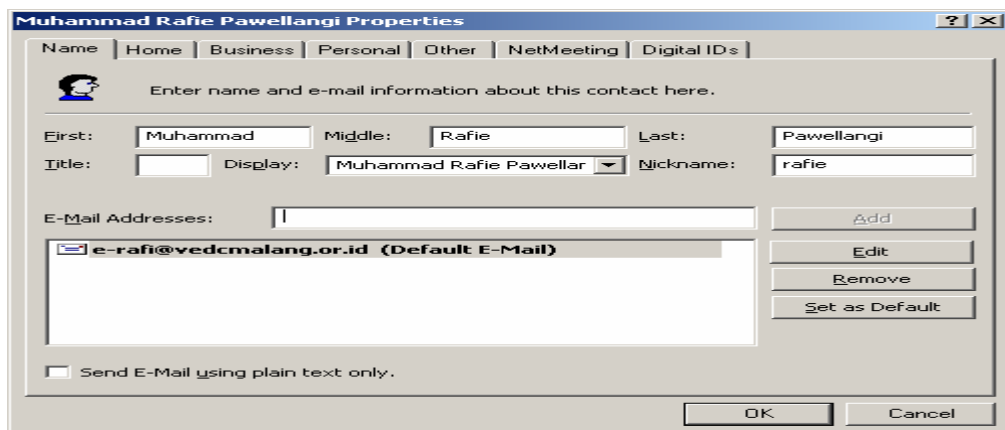 Muhammad Rafie Pawellangi Properties
Name Home Business Personal Other NetMeeting Digital IDs
Enter name and e-mail information about this contact here.
First: Muhammad Middle: Rafie Last: Pawellangi
Title: Display: Muhammad Rafie Pawellar Nickname: rafie
E-Mail Addresses: Add
e-rafi@vedcmalang.or.id (Default E-Mail) Edit
Remove
Set as Default
Send E-Mail using plain text only.
OK Cancel